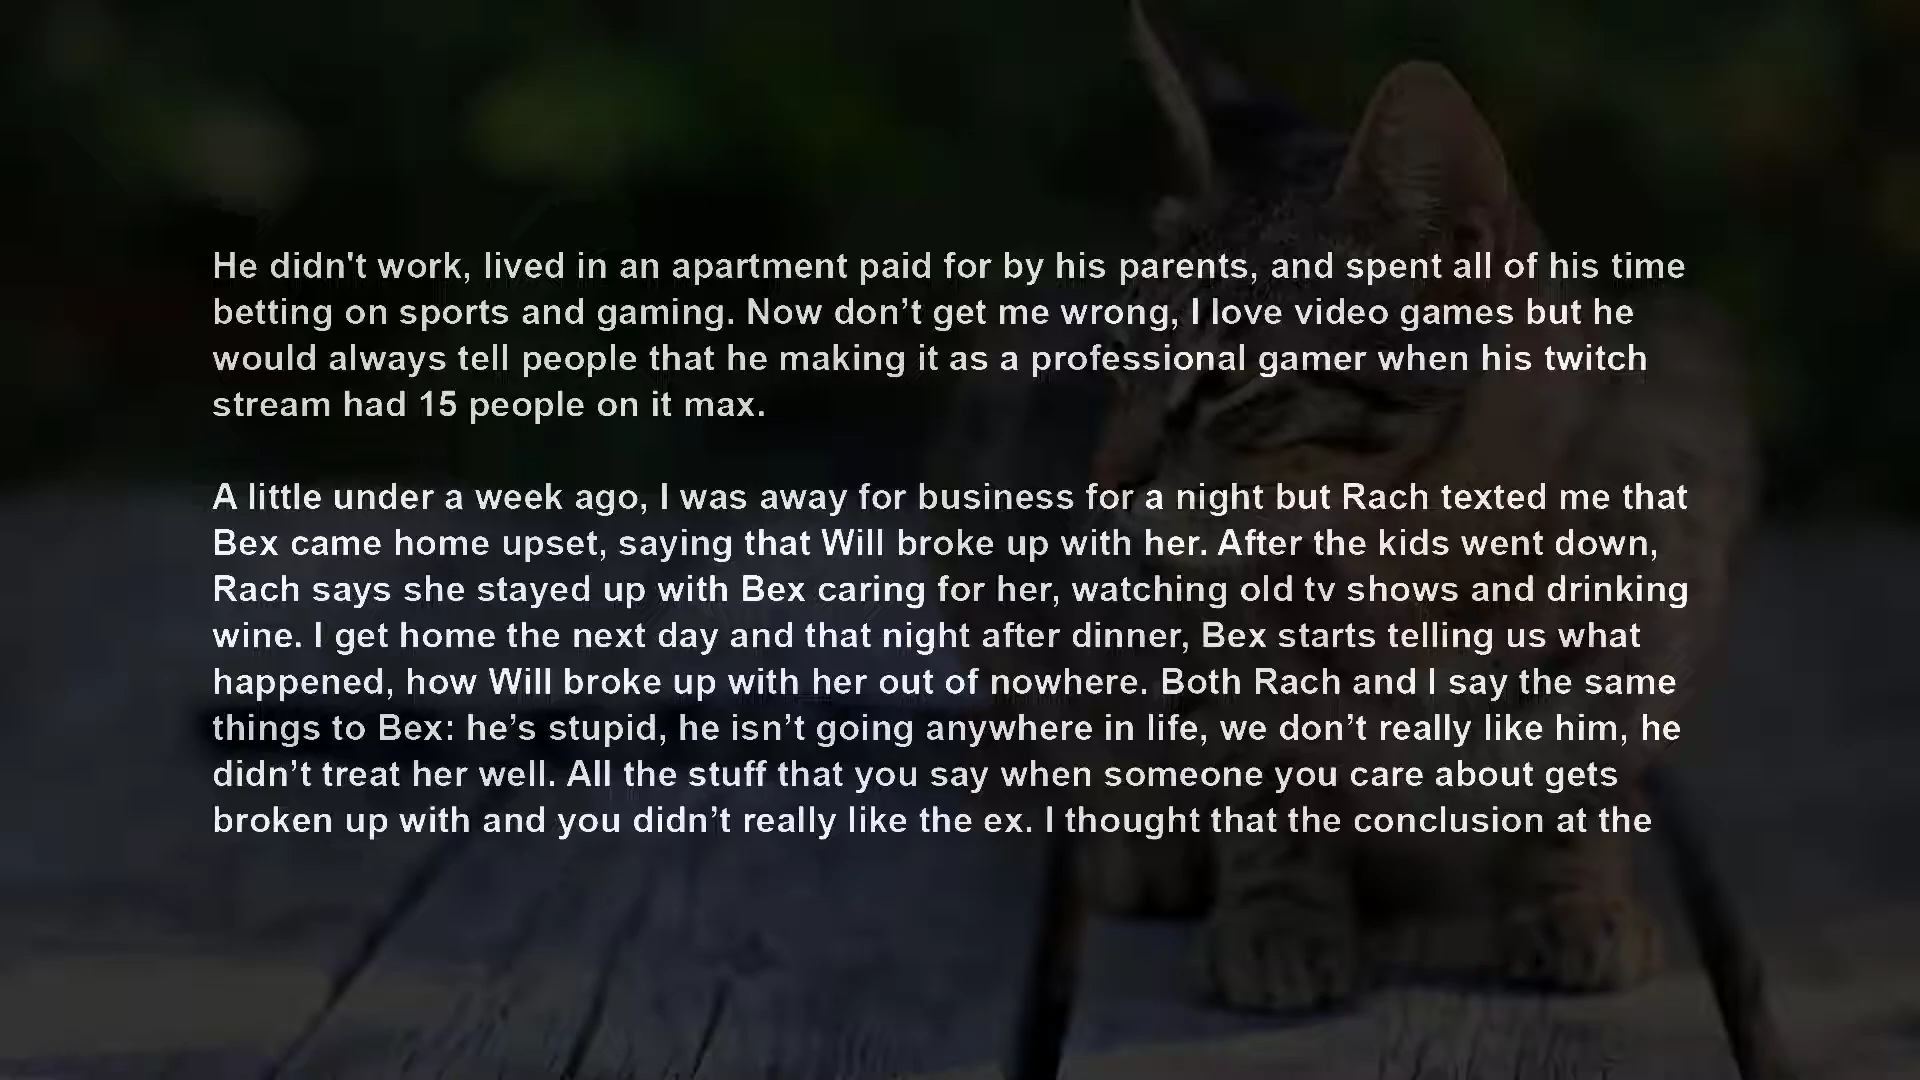 He didn't work, lived in an apartment paid for by his parents, and spent all of his time
betting on sports and gaming. Now don’t get me wrong, I love video games but he
would always tell people that he making it as a professional gamer when his twitch
stream had 15 people on it max.
A little under a week ago, I was away for business for a night but Rach texted me that
Bex came home upset, saying that Will broke up with her. After the kids went down,
Rach says she stayed up with Bex caring for her, watching old tv shows and drinking
wine. I get home the next day and that night after dinner, Bex starts telling us what
happened, how Will broke up with her out of nowhere. Both Rach and I say the same
things to Bex: he’s stupid, he isn’t going anywhere in life, we don’t really like him, he
didn’t treat her well. All the stuff that you say when someone you care about gets
broken up with and you didn’t really like the ex. I thought that the conclusion at the